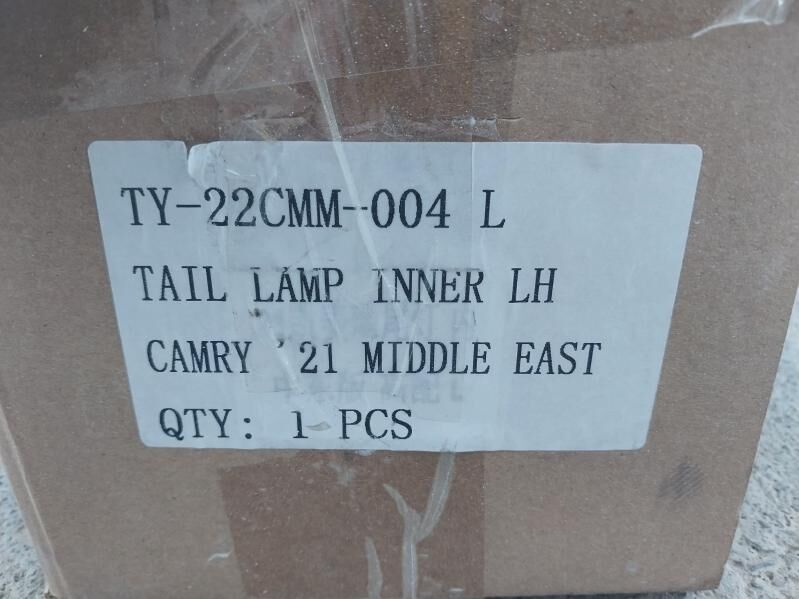 TY-22CMM-004 L
TAIL LAMP INNER LH
CAMRY '21 MIDDLE EAST
QTY: 1 PCS